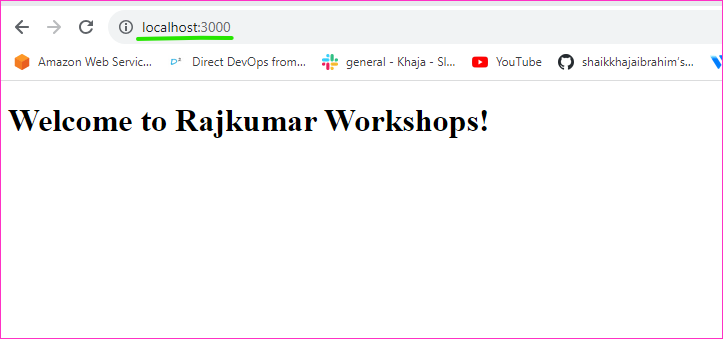 localhost:3000
Amazon Web Servic... Direct DevOps from... general - Khaja - Sl... YouTube shaikkhajaibrahim's...
Welcome to Rajkumar Workshops!